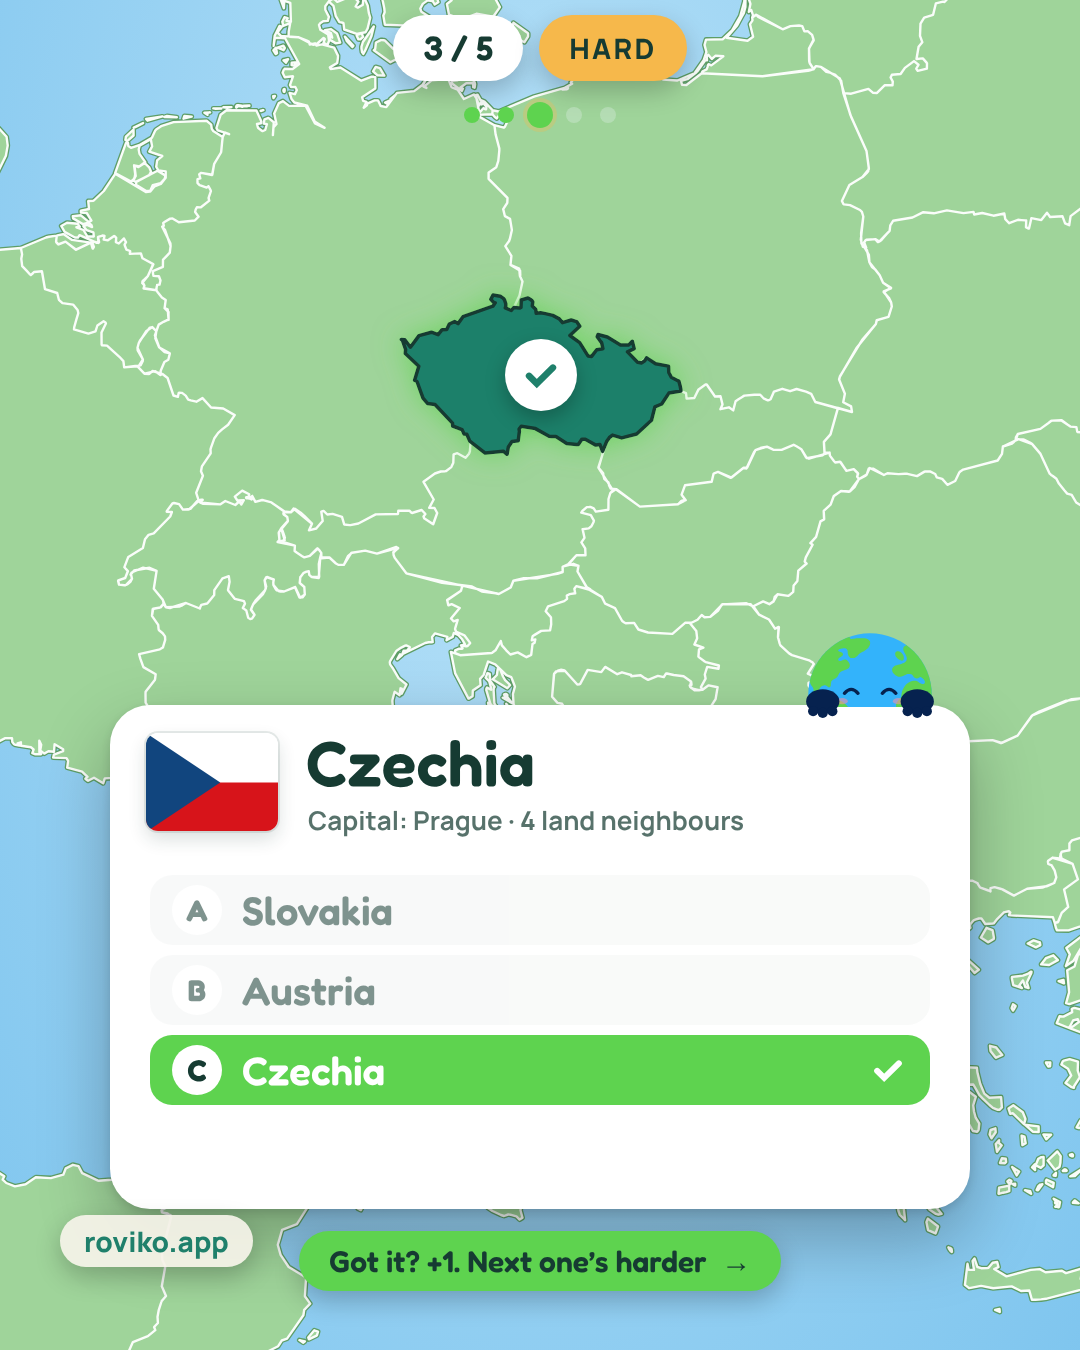 3 / 5
HARD
Czechia
Capital: Prague · 4 land neighbours
A Slovakia
B Austria
C Czechia
roviko.app
Got it? +1. Next one’s harder →